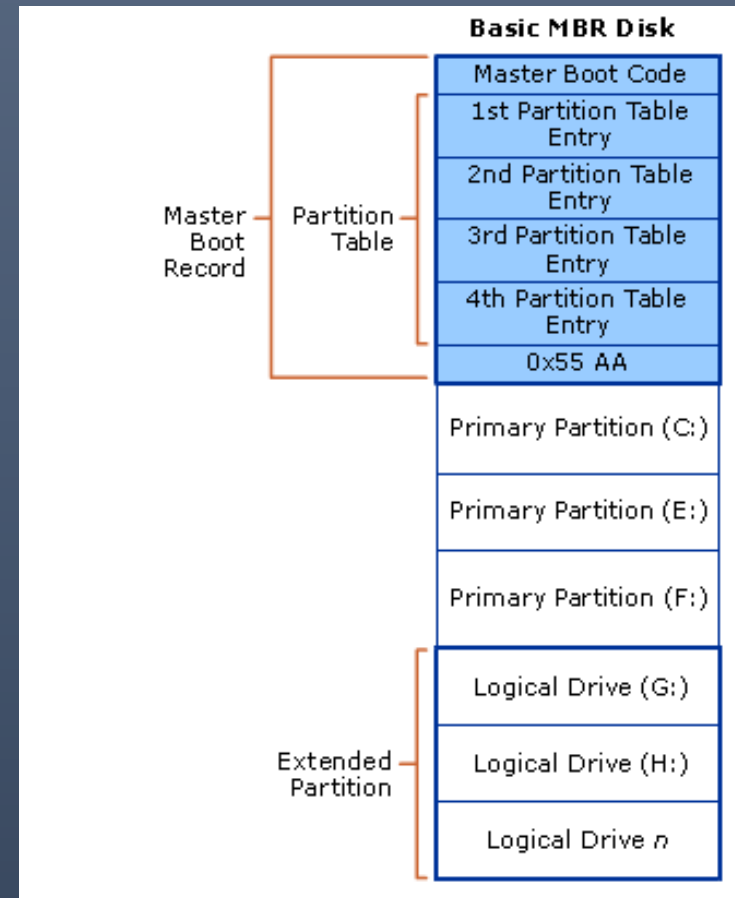 Basic MBR Disk
Master Boot Code
1st Partition Table
Entry
2nd Partition Table
Entry
3rd Partition Table
Entry
4th Partition Table
Entry
0x55 AA
Master
Boot
Record
Partition
Table
Primary Partition (C:)
Primary Partition (E:)
Primary Partition (F:)
Logical Drive (G:)
Logical Drive (H:)
Logical Drive n
Extended
Partition